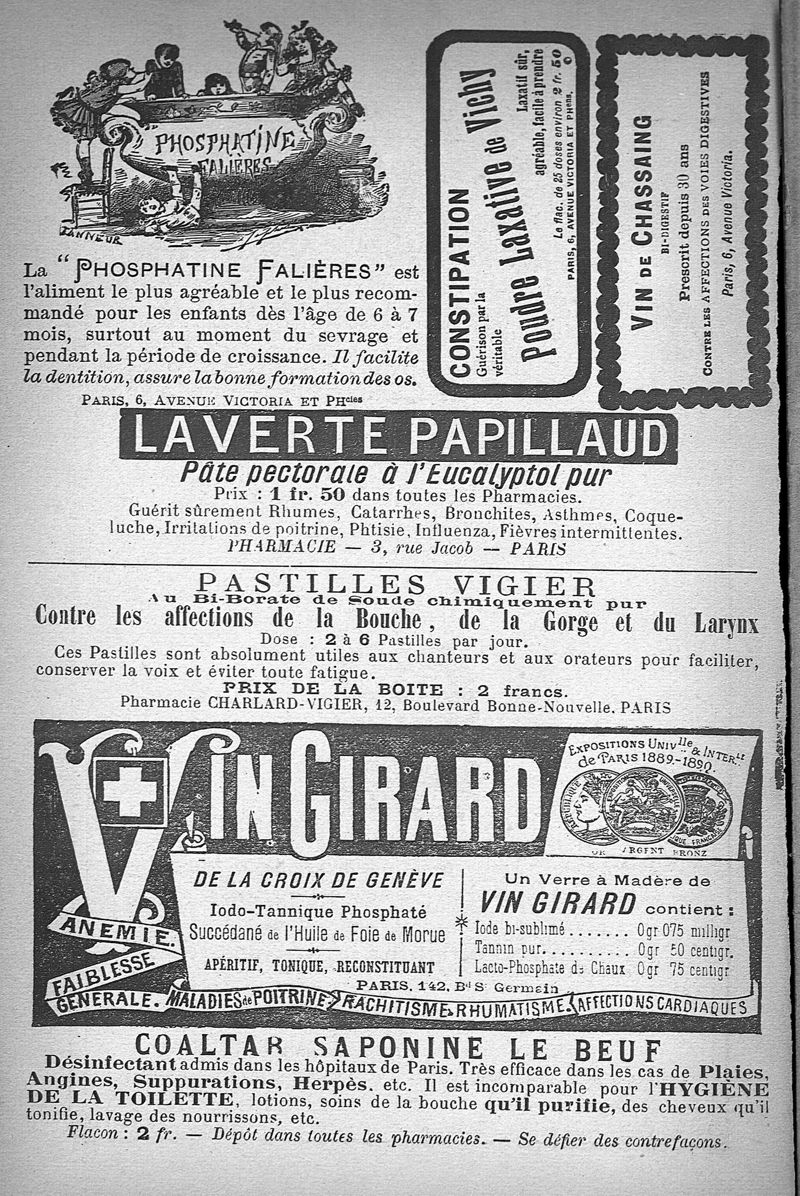 PHOSPHATINE
FALIÈRES
TANNEUR
La "PHOSPHATINE FALIÈRES" est
l'aliment le plus agréable et le plus recom-
mandé pour les enfants dès l'âge de 6 à 7
mois, surtout au moment du sevrage et
pendant la période de croissance. Il facilite
la dentition, assure la bonne formation des os.
PARIS, 6, AVENUE VICTORIA ET PHcies
CONSTIPATION
Guérison par la
véritable
Poudre Laxative de Vichy
Laxatif sûr,
agréable, facile à prendre
Le flac. de 25 doses environ 2 fr. 50
PARIS, 6, AVENUE VICTORIA ET PHies.
VIN DE CHASSAING
BI-DIGESTIF
Prescrit depuis 30 ans
CONTRE LES AFFECTIONS DES VOIES DIGESTIVES
Paris, 6, Avenue Victoria.
LAVERTE PAPILLAUD
Pâte pectorale à l'Eucalyptol pur
Prix : 1 fr. 50 dans toutes les Pharmacies.
Guérit sûrement Rhumes, Catarrhes, Bronchites, Asthmes, Coque-
luche, Irritations de poitrine, Phtisie, Influenza, Fièvres intermittentes.
PHARMACIE — 3, rue Jacob — PARIS
PASTILLES VIGIER
Au Bi-Borate de Soude chimiquement pur
Contre les affections de la Bouche, de la Gorge et du Larynx
Dose : 2 à 6 Pastilles par jour.
Ces Pastilles sont absolument utiles aux chanteurs et aux orateurs pour faciliter,
conserver la voix et éviter toute fatigue.
PRIX DE LA BOITE : 2 francs.
Pharmacie CHARLARD-VIGIER, 12, Boulevard Bonne-Nouvelle. PARIS
VIN GIRARD
EXPOSITIONS UNIVlle & INTERle
de PARIS 1889-1890.
OR ARGENT BRONZ
DE LA CROIX DE GENÈVE
Iodo-Tannique Phosphaté
Succédané de l'Huile de Foie de Morue
APÉRITIF, TONIQUE, RECONSTITUANT
Un Verre à Madère de
VIN GIRARD contient :
Iode bi-sublimé....... 0gr 075 milligr
Tannin pur.......... 0gr 50 centigr.
Lacto-Phosphate de Chaux 0gr 75 centigr
PARIS, 142, Bd St Germain
ANEMIE.
FAIBLESSE
GENERALE. MALADIES de POITRINE RACHITISME RHUMATISME. AFFECTIONS CARDIAQUES
COALTAR SAPONINE LE BEUF
Désinfectant admis dans les hôpitaux de Paris. Très efficace dans les cas de Plaies,
Angines, Suppurations, Herpès. etc. Il est incomparable pour l'HYGIÈNE
DE LA TOILETTE, lotions, soins de la bouche qu'il purifie, des cheveux qu'il
tonifie, lavage des nourrissons, etc.
Flacon : 2 fr. — Dépôt dans toutes les pharmacies. — Se défier des contrefaçons.